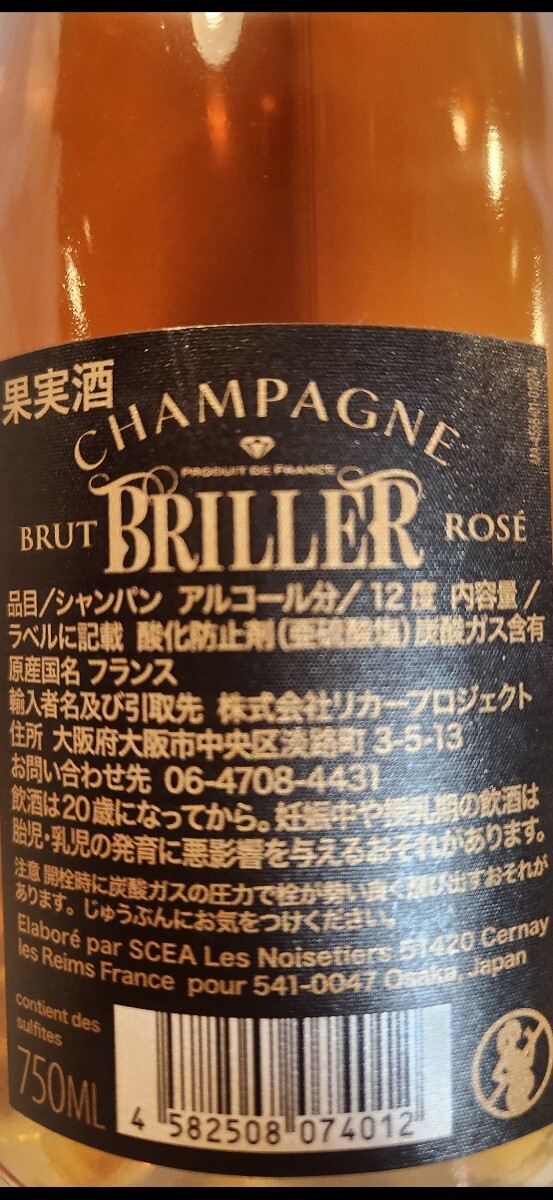 果実酒
CHAMPAGNE
PRODUIT DE FRANCE
BRUT BRILLER ROSÉ
品目/シャンパン アルコール分/12度 内容量/
ラベルに記載 酸化防止剤(亜硫酸塩)炭酸ガス含有
原産国名 フランス
輸入者名及び引取先 株式会社リカープロジェクト
住所 大阪府大阪市中央区淡路町3-5-13
お問い合わせ先 06-4708-4431
飲酒は20歳になってから。妊娠中や授乳期の飲酒は
胎児・乳児の発育に悪影響を与えるおそれがあります。
注意 開栓時に炭酸ガスの圧力で栓が勢い良く飛び出すおそれが
あります。じゅうぶんにお気をつけください。
Elaboré par SCEA Les Noisetiers 51420 Cernay
les Reims France pour 541-0047 Osaka, Japan
contient des
sulfites
750ML
4 582508 074012